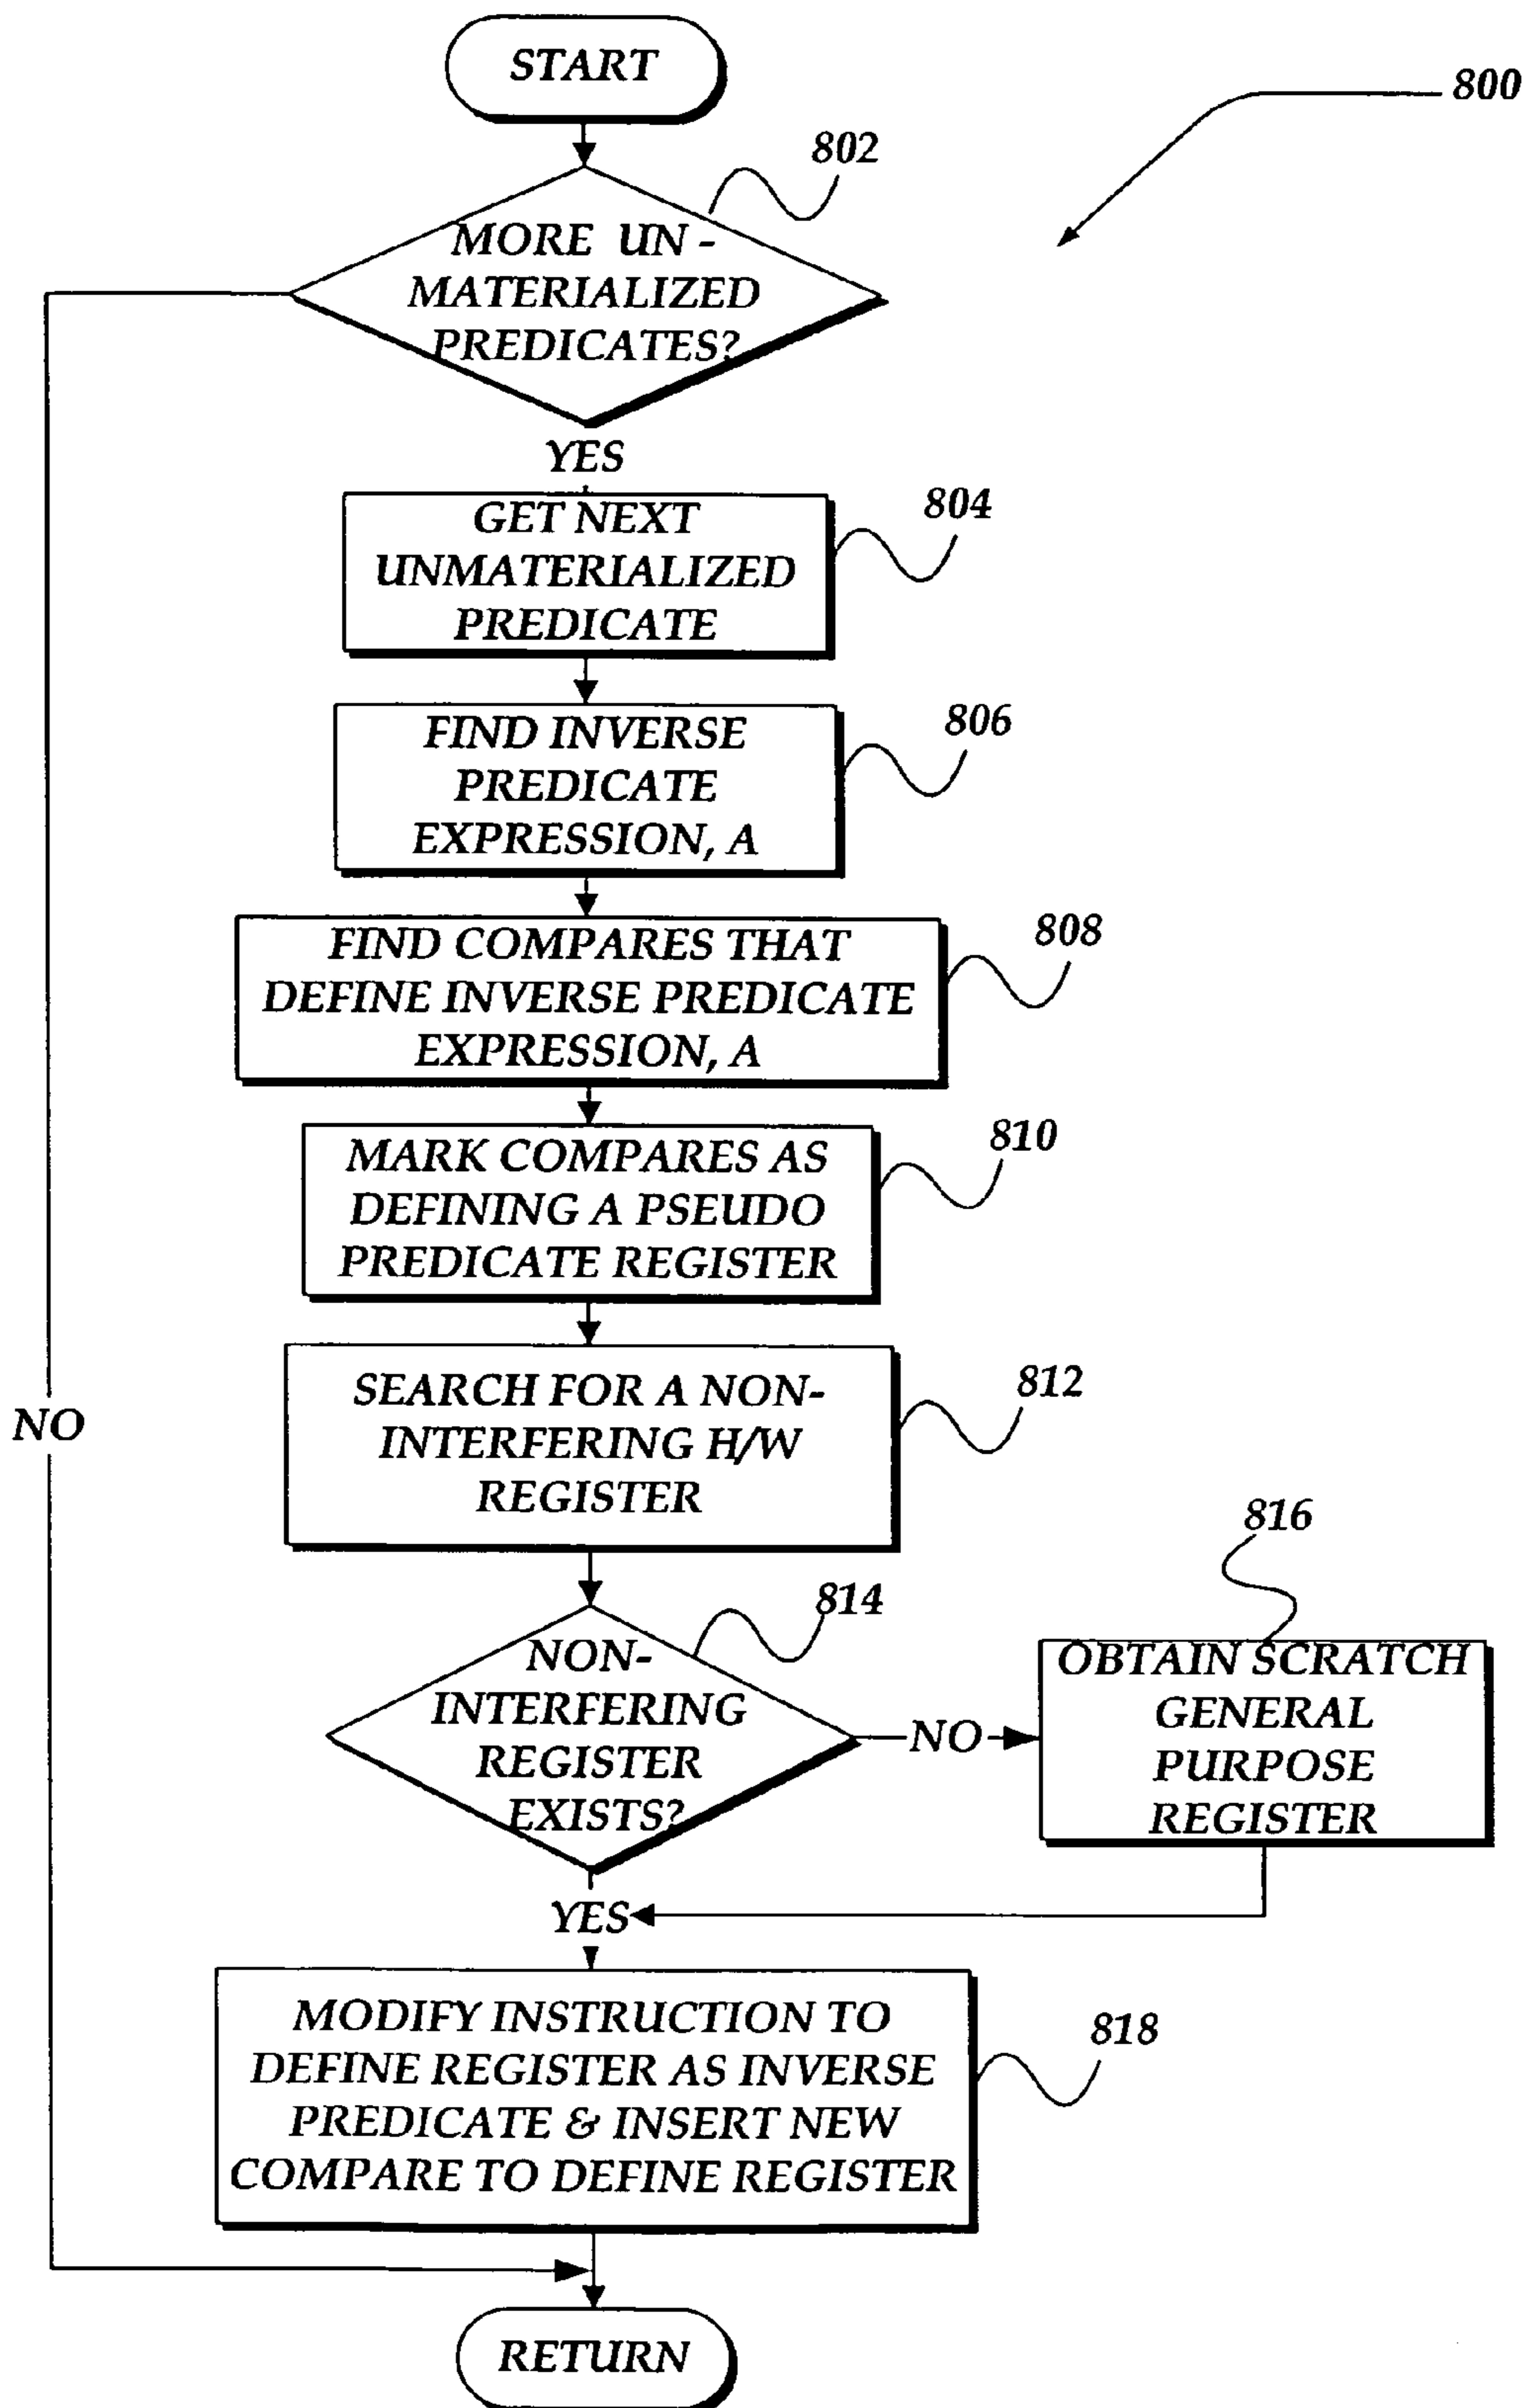 START
800
802
MORE UN-
MATERIALIZED
PREDICATES?
YES
804
GET NEXT
UNMATERIALIZED
PREDICATE
806
FIND INVERSE
PREDICATE
EXPRESSION, A
808
FIND COMPARES THAT
DEFINE INVERSE PREDICATE
EXPRESSION, A
810
MARK COMPARES AS
DEFINING A PSEUDO
PREDICATE REGISTER
812
SEARCH FOR A NON-
INTERFERING H/W
REGISTER
NO
814
NON-
INTERFERING
REGISTER
EXISTS?
NO
816
OBTAIN SCRATCH
GENERAL
PURPOSE
REGISTER
YES
818
MODIFY INSTRUCTION TO
DEFINE REGISTER AS INVERSE
PREDICATE & INSERT NEW
COMPARE TO DEFINE REGISTER
RETURN